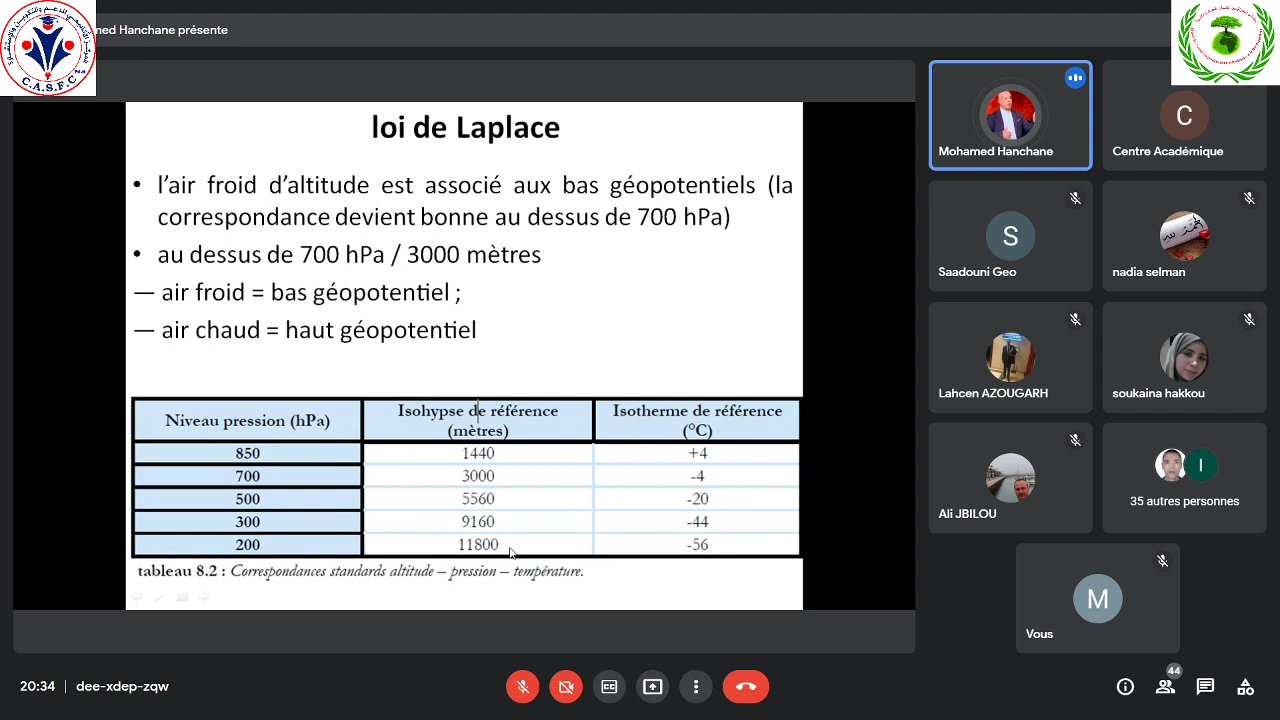 C.A.S.F.C
med Hanchane présente
loi de Laplace
• l’air froid d’altitude est associé aux bas géopotentiels (la
correspondance devient bonne au dessus de 700 hPa)
• au dessus de 700 hPa / 3000 mètres
— air froid = bas géopotentiel ;
— air chaud = haut géopotentiel
Niveau pression (hPa) Isohypse de référence (mètres) Isotherme de référence (°C)
850 1440 +4
700 3000 -4
500 5560 -20
300 9160 -44
200 11800 -56
tableau 8.2 : Correspondances standards altitude – pression – température.
Mohamed Hanchane
C
Centre Académique
S
Saadouni Geo
nadia selman
Lahcen AZOUGARH
soukaina hakkou
Ali JBILOU
I
35 autres personnes
M
Vous
20:34 | dee-xdep-zqw
CC
44